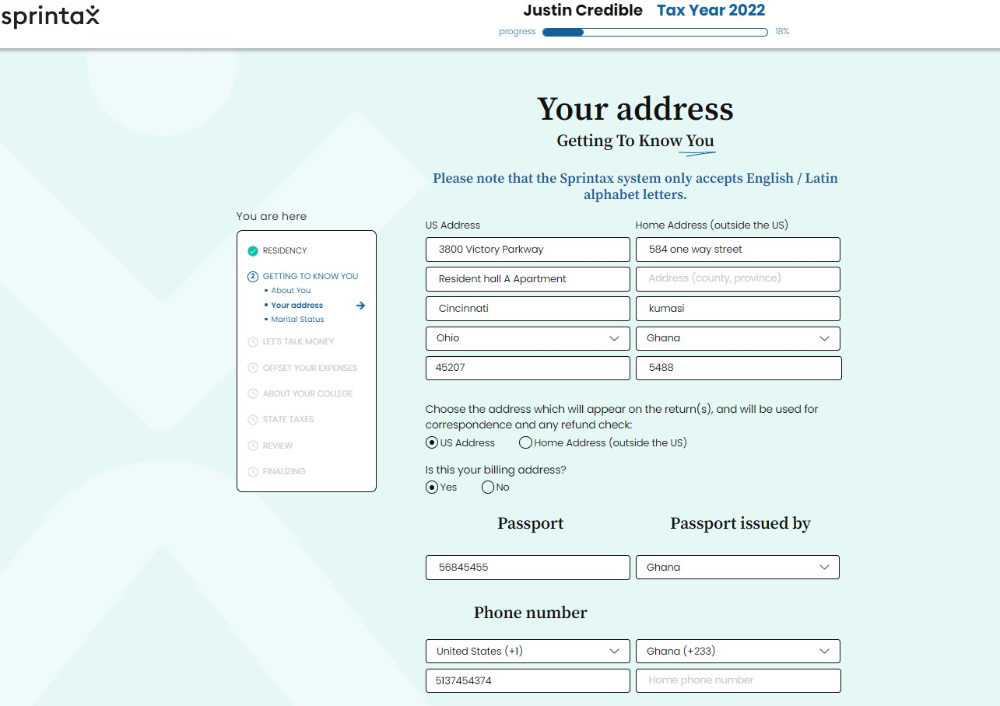 sprintax
Justin Credible Tax Year 2022
progress 18%
Your address
Getting To Know You
Please note that the Sprintax system only accepts English / Latin
alphabet letters.
You are here
RESIDENCY
2 GETTING TO KNOW YOU
• About You
• Your address
• Marital Status
LET'S TALK MONEY
OFFSET YOUR EXPENSES
ABOUT YOUR COLLEGE
STATE TAXES
REVIEW
FINALIZING
US Address Home Address (outside the US)
3800 Victory Parkway 584 one way street
Resident hall A Apartment Address (county, province)
Cincinnati kumasi
Ohio Ghana
45207 5488
Choose the address which will appear on the return(s), and will be used for
correspondence and any refund check:
US Address Home Address (outside the US)
Is this your billing address?
Yes No
Passport Passport issued by
56845455 Ghana
Phone number
United States (+1) Ghana (+233)
5137454374 Home phone number